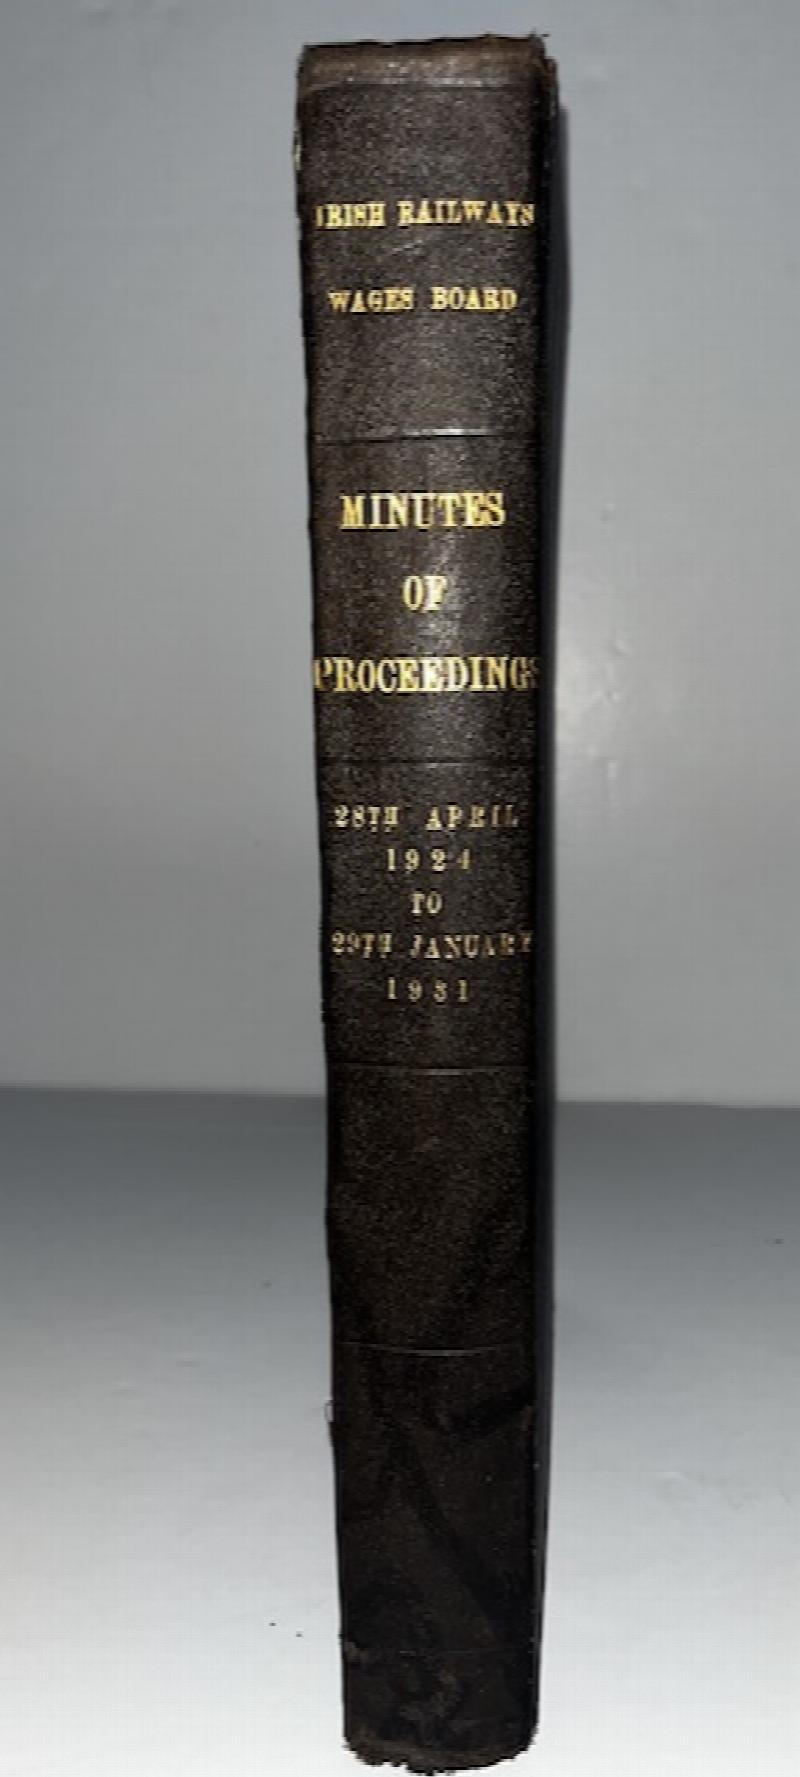 IRISH RAILWAYS
WAGES BOARD
MINUTES
OF
PROCEEDINGS
28TH APRIL
1924
TO
29TH JANUARY
1931